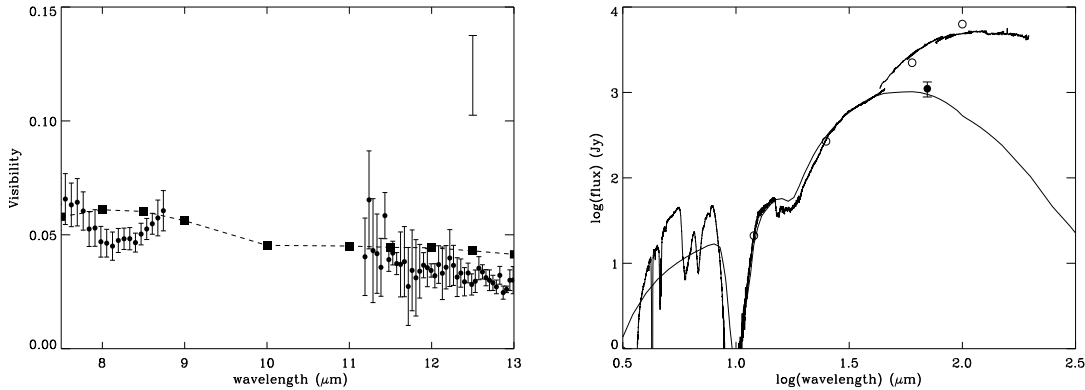 0.15
0.10
0.05
0.00
Visibility
8 9 10 11 12 13
wavelength (μm)
4
3
2
1
0
log(flux) (Jy)
0.5 1.0 1.5 2.0 2.5
log(wavelength) (μm)